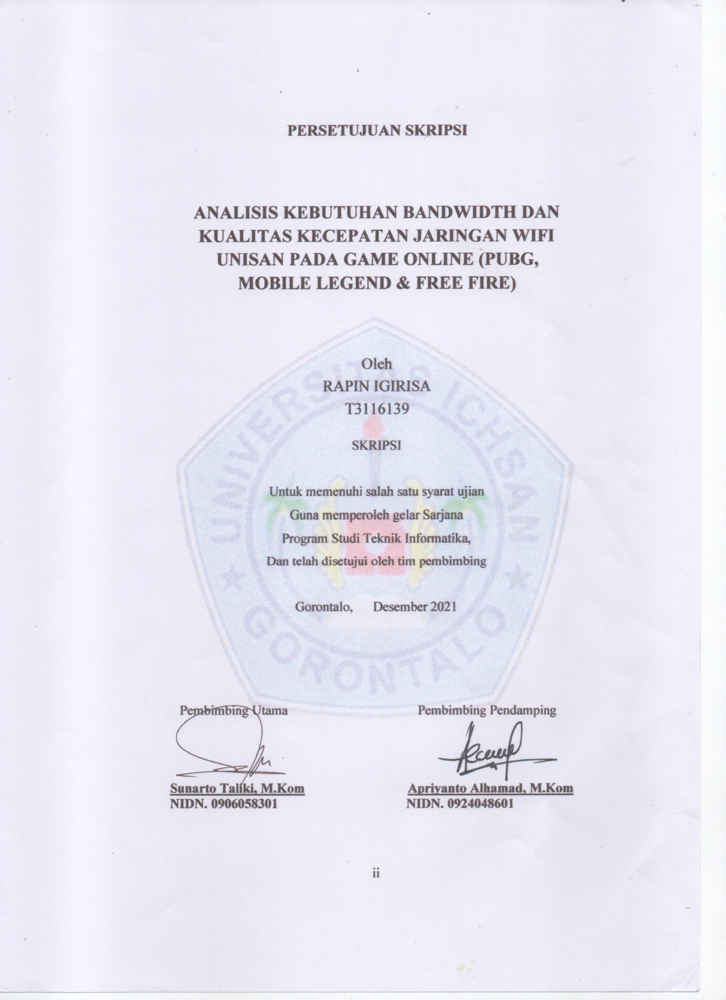 PERSETUJUAN SKRIPSI
ANALISIS KEBUTUHAN BANDWIDTH DAN
KUALITAS KECEPATAN JARINGAN WIFI
UNISAN PADA GAME ONLINE (PUBG,
MOBILE LEGEND & FREE FIRE)
UNIVERSITAS ICHSAN
GORONTALO
Oleh
RAPIN IGIRISA
T3116139
SKRIPSI
Untuk memenuhi salah satu syarat ujian
Guna memperoleh gelar Sarjana
Program Studi Teknik Informatika,
Dan telah disetujui oleh tim pembimbing
Gorontalo, Desember 2021
Pembimbing Utama
Sunarto Taliki, M.Kom
NIDN. 0906058301
Pembimbing Pendamping
Apriyanto Alhamad, M.Kom
NIDN. 0924048601
ii